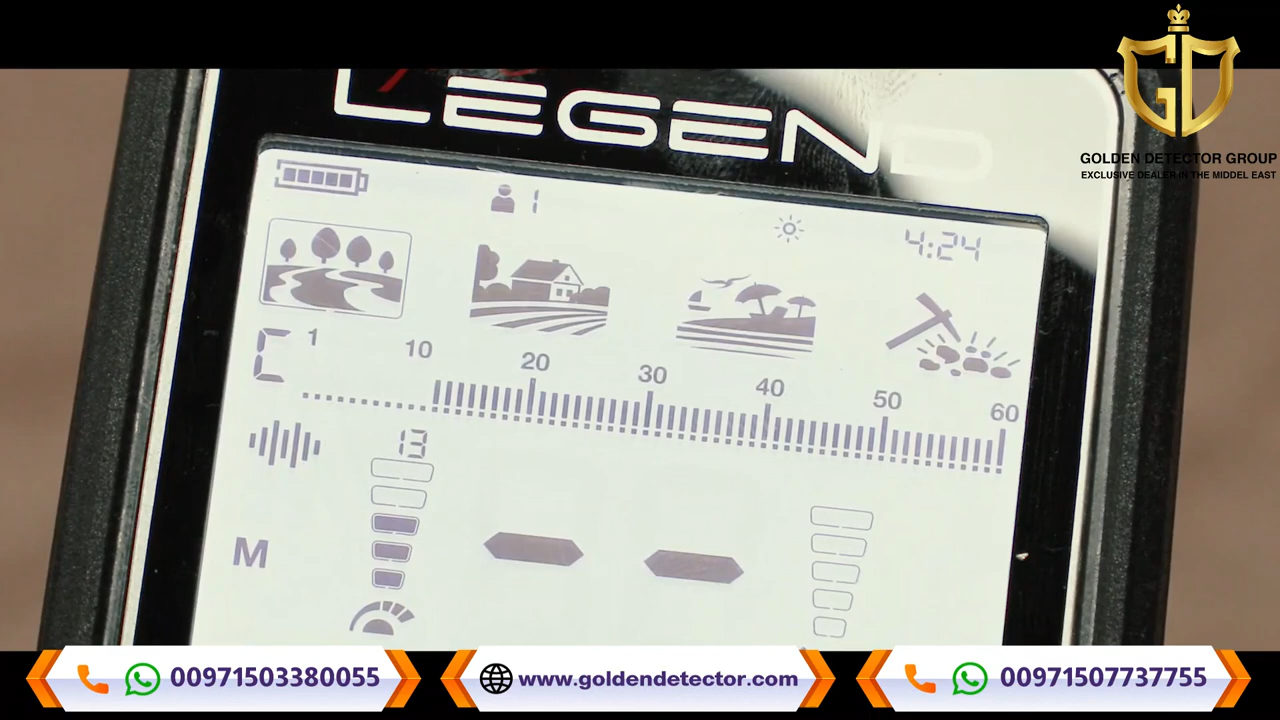 LEGEND
GOLDEN DETECTOR GROUP
EXCLUSIVE DEALER IN THE MIDDEL EAST
1
4:24
C 1 10 20 30 40 50 60
13
M
00971503380055
www.goldendetector.com
00971507737755